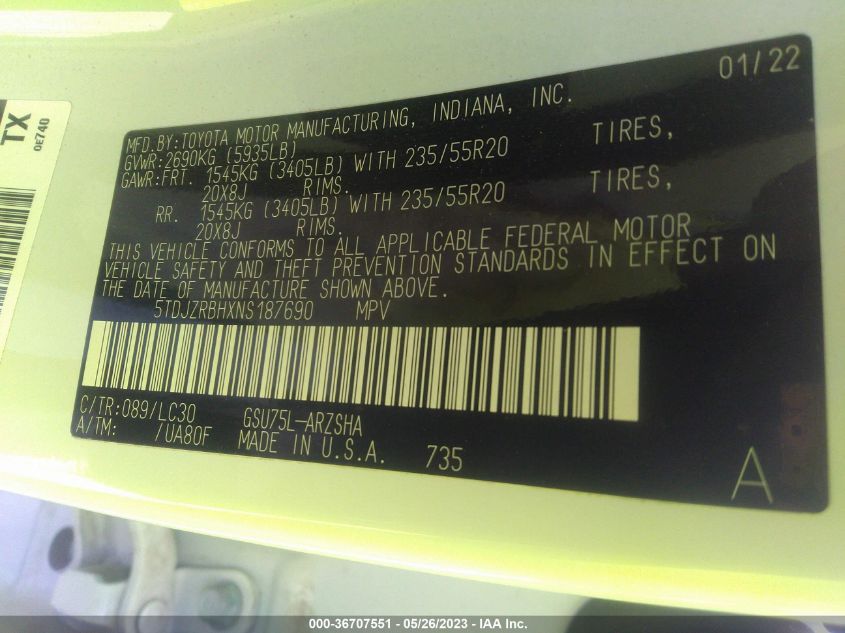 01/22
MFD.BY:TOYOTA MOTOR MANUFACTURING, INDIANA, INC.
GVWR:2690KG (5935LB)
GAWR:FRT. 1545KG (3405LB) WITH 235/55R20 TIRES,
20X8J RIMS.
RR. 1545KG (3405LB) WITH 235/55R20 TIRES,
20X8J RIMS.
THIS VEHICLE CONFORMS TO ALL APPLICABLE FEDERAL MOTOR
VEHICLE SAFETY AND THEFT PREVENTION STANDARDS IN EFFECT ON
THE DATE OF MANUFACTURE SHOWN ABOVE.
5TDJZRBHXNS187690 MPV
C/TR:089/LC30 GSU75L-ARZSHA
A/TM: /UA80F MADE IN U.S.A. 735
A
TX
0E740
000-36707551 - 05/26/2023 - IAA Inc.